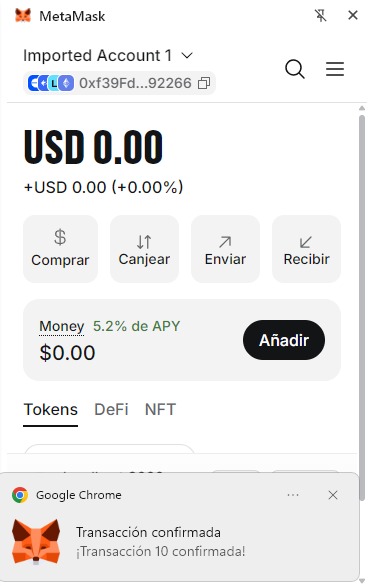 MetaMask
Imported Account 1
0xf39Fd...92266
USD 0.00
+USD 0.00 (+0.00%)
$
Comprar
Canjear
Enviar
Recibir
Money 5.2% de APY
$0.00
Añadir
Tokens DeFi NFT
Google Chrome
Transacción confirmada
¡Transacción 10 confirmada!